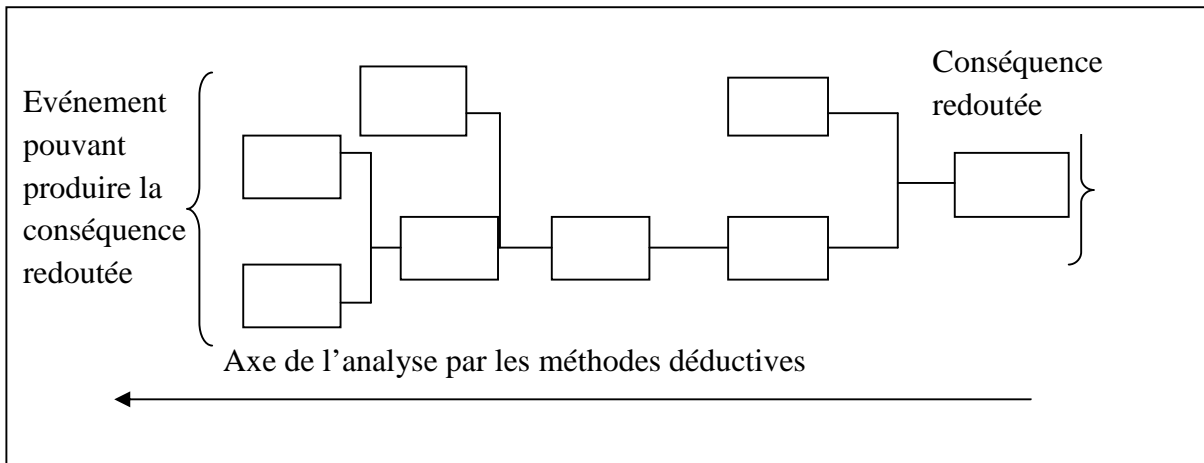 Evénement
pouvant
produire la
conséquence
redoutée
Conséquence
redoutée
Axe de l’analyse par les méthodes déductives